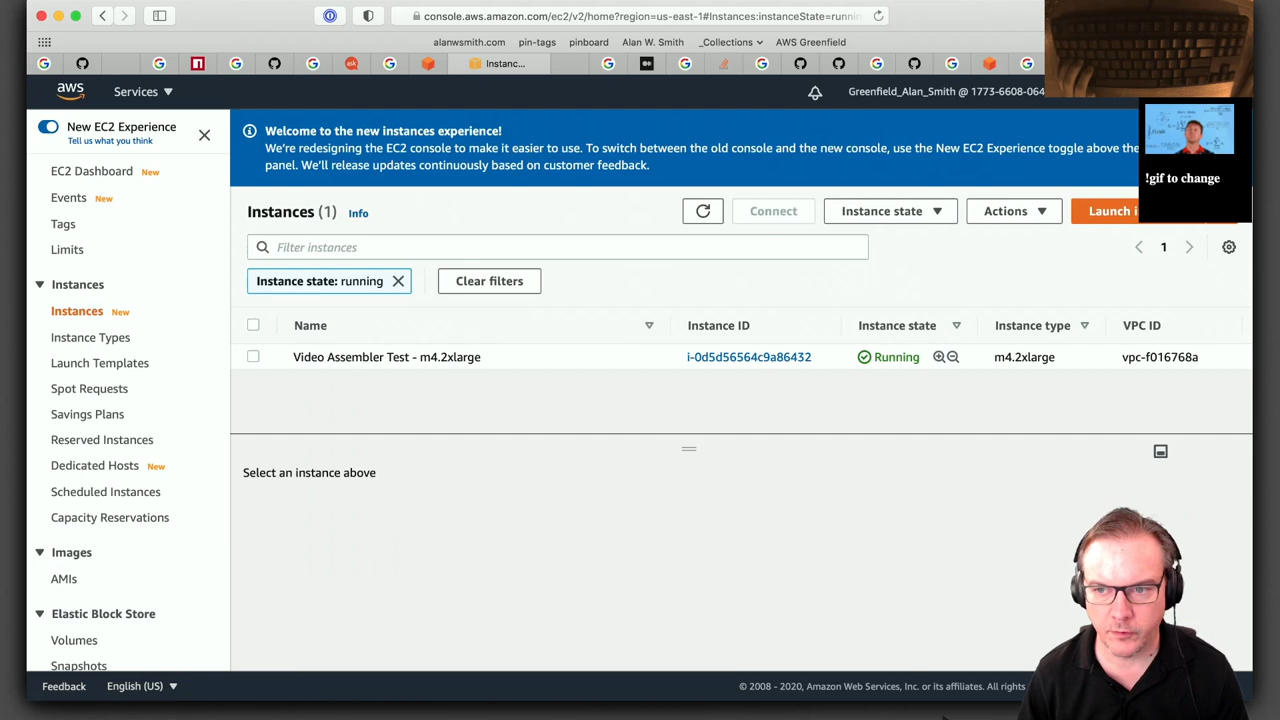 console.aws.amazon.com/ec2/v2/home?region=us-east-1#Instances:instanceState=runnin
alanwsmith.com pin-tags pinboard Alan W. Smith _Collections AWS Greenfield
Instanc...
aws Services Greenfield_Alan_Smith @ 1773-6608-064
New EC2 Experience
Tell us what you think
Welcome to the new instances experience!
We're redesigning the EC2 console to make it easier to use. To switch between the old console and the new console, use the New EC2 Experience toggle above the
panel. We'll release updates continuously based on customer feedback.
!gif to change
EC2 Dashboard New
Events New
Tags
Limits
Instances
Instances New
Instance Types
Launch Templates
Spot Requests
Savings Plans
Reserved Instances
Dedicated Hosts New
Scheduled Instances
Capacity Reservations
Images
AMIs
Elastic Block Store
Volumes
Snapshots
Instances (1) Info
Connect Instance state Actions Launch i
Filter instances
1
Instance state: running Clear filters
Name Instance ID Instance state Instance type VPC ID
Video Assembler Test - m4.2xlarge i-0d5d56564c9a86432 Running m4.2xlarge vpc-f016768a
Select an instance above
Feedback English (US) © 2008 - 2020, Amazon Web Services, Inc. or its affiliates. All rights